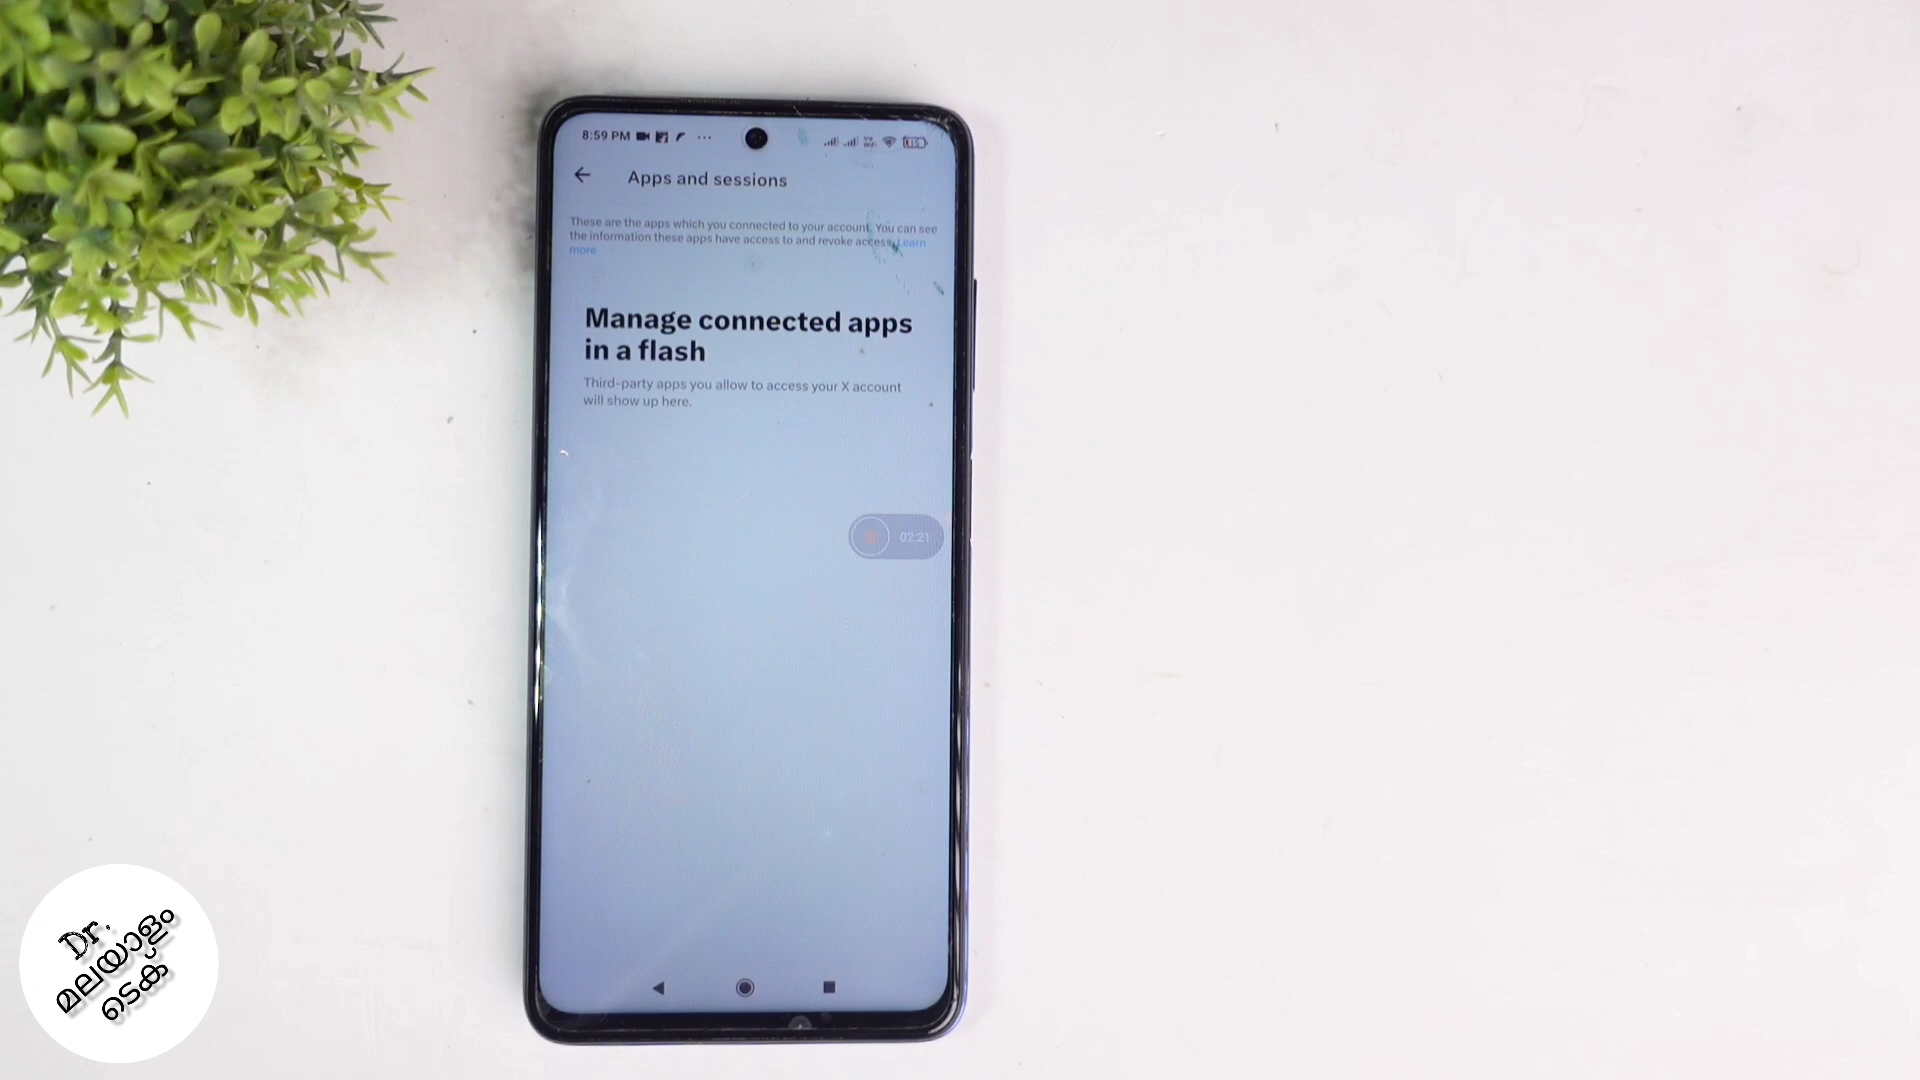 8:59 PM
Apps and sessions
These are the apps which you connected to your account. You can see
the information these apps have access to and revoke access. Learn
more
Manage connected apps
in a flash
Third-party apps you allow to access your X account
will show up here.
02:21
Dr.
മലയാളം
ടെക്